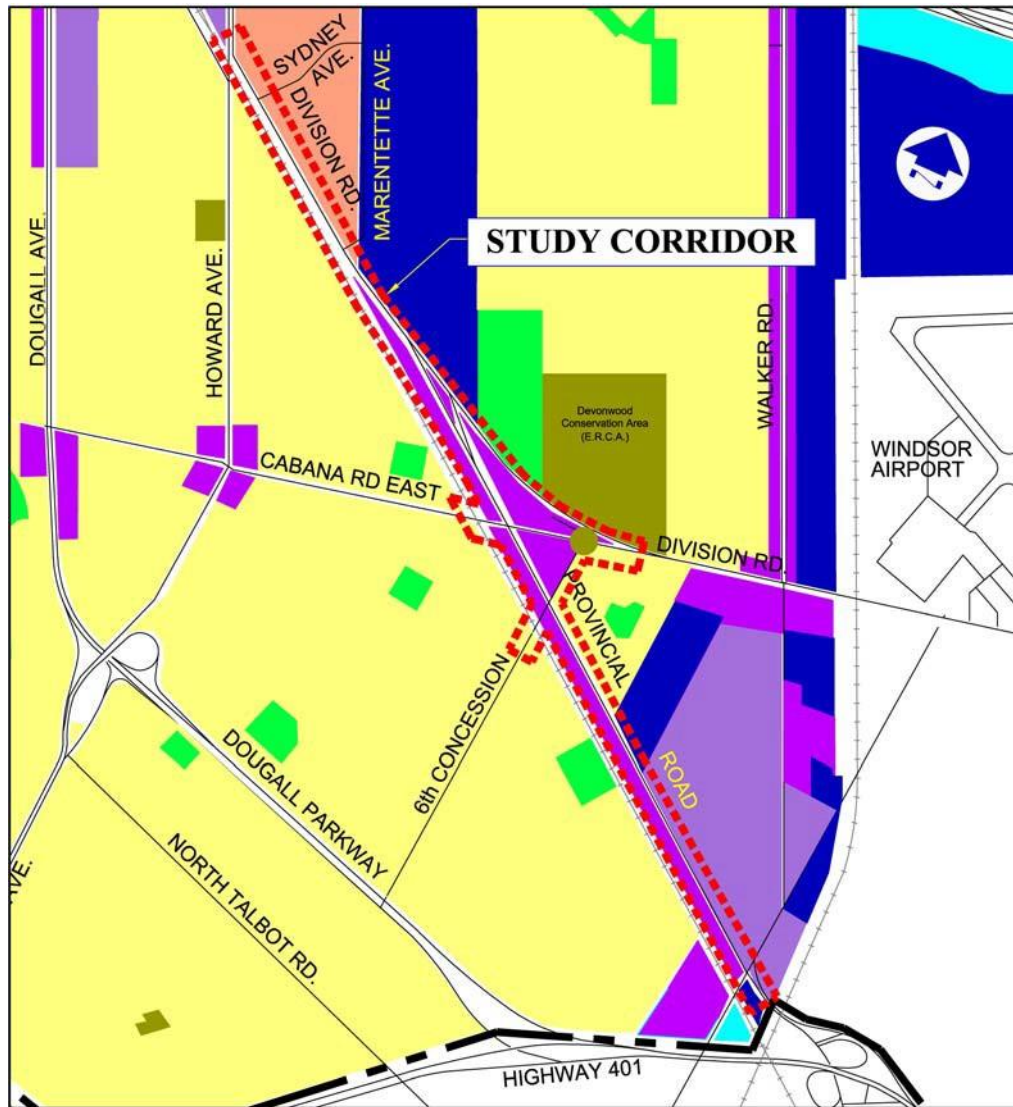 SYDNEY
AVE.
DIVISION RD.
MARENTETTE AVE.
STUDY CORRIDOR
DOUGALL AVE.
HOWARD AVE.
WALKER RD.
Devonwood
Conservation Area
(E.R.C.A.)
WINDSOR
AIRPORT
CABANA RD EAST
DIVISION RD.
PROVINCIAL
ROAD
6th CONCESSION
DOUGALL PARKWAY
NORTH TALBOT RD.
AVE.
HIGHWAY 401